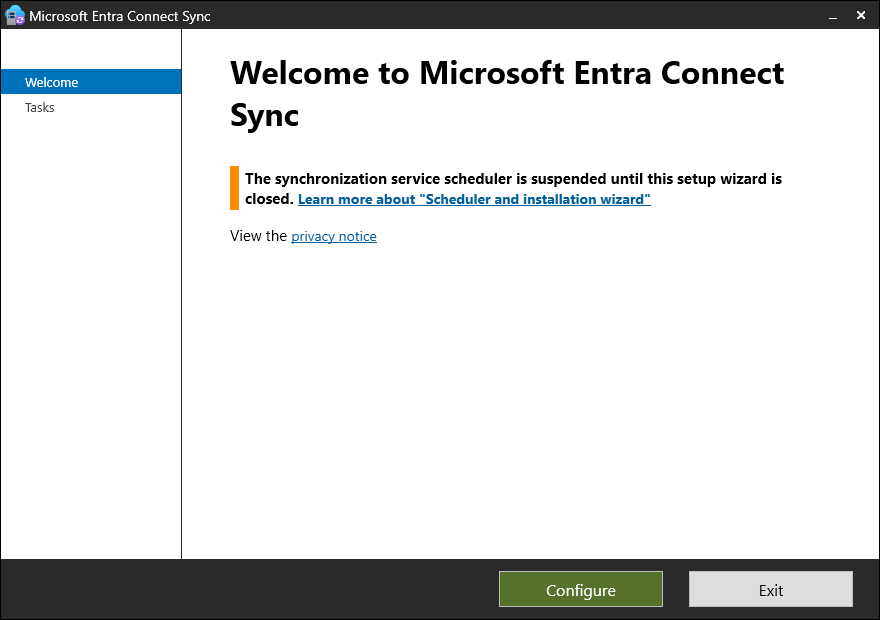 Microsoft Entra Connect Sync
Welcome
Tasks
Welcome to Microsoft Entra Connect
Sync
The synchronization service scheduler is suspended until this setup wizard is
closed. Learn more about "Scheduler and installation wizard"
View the privacy notice
Configure
Exit